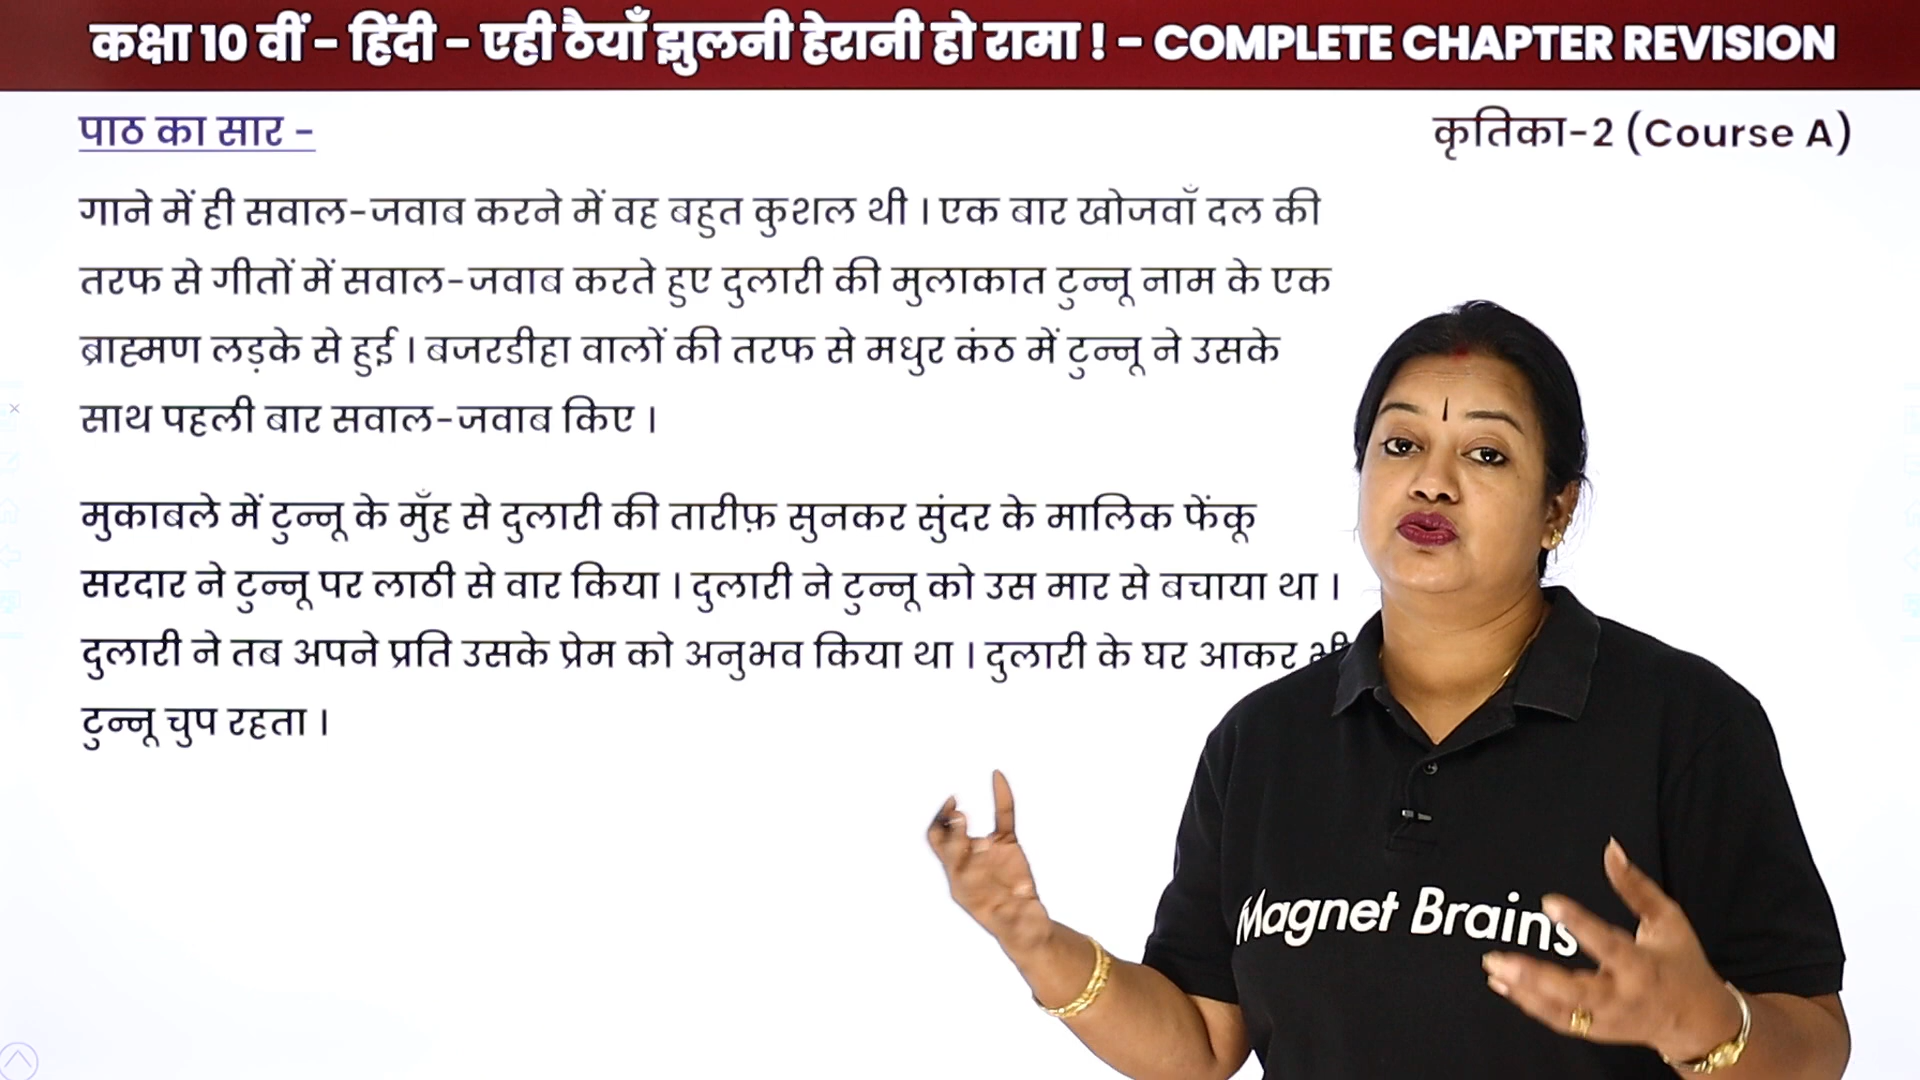 कक्षा 10 वीं – हिंदी – एही ठैयाँ झुलनी हेरानी हो रामा ! – COMPLETE CHAPTER REVISION
पाठ का सार –
कृतिका-2 (Course A)
गाने में ही सवाल-जवाब करने में वह बहुत कुशल थी । एक बार खोजवाँ दल की
तरफ से गीतों में सवाल-जवाब करते हुए दुलारी की मुलाकात टुन्नू नाम के एक
ब्राह्मण लड़के से हुई । बजरडीहा वालों की तरफ से मधुर कंठ में टुन्नू ने उसके
साथ पहली बार सवाल-जवाब किए ।
मुकाबले में टुन्नू के मुँह से दुलारी की तारीफ़ सुनकर सुंदर के मालिक फेंकू
सरदार ने टुन्नू पर लाठी से वार किया । दुलारी ने टुन्नू को उस मार से बचाया था ।
दुलारी ने तब अपने प्रति उसके प्रेम को अनुभव किया था । दुलारी के घर आकर भी
टुन्नू चुप रहता ।
Magnet Brains